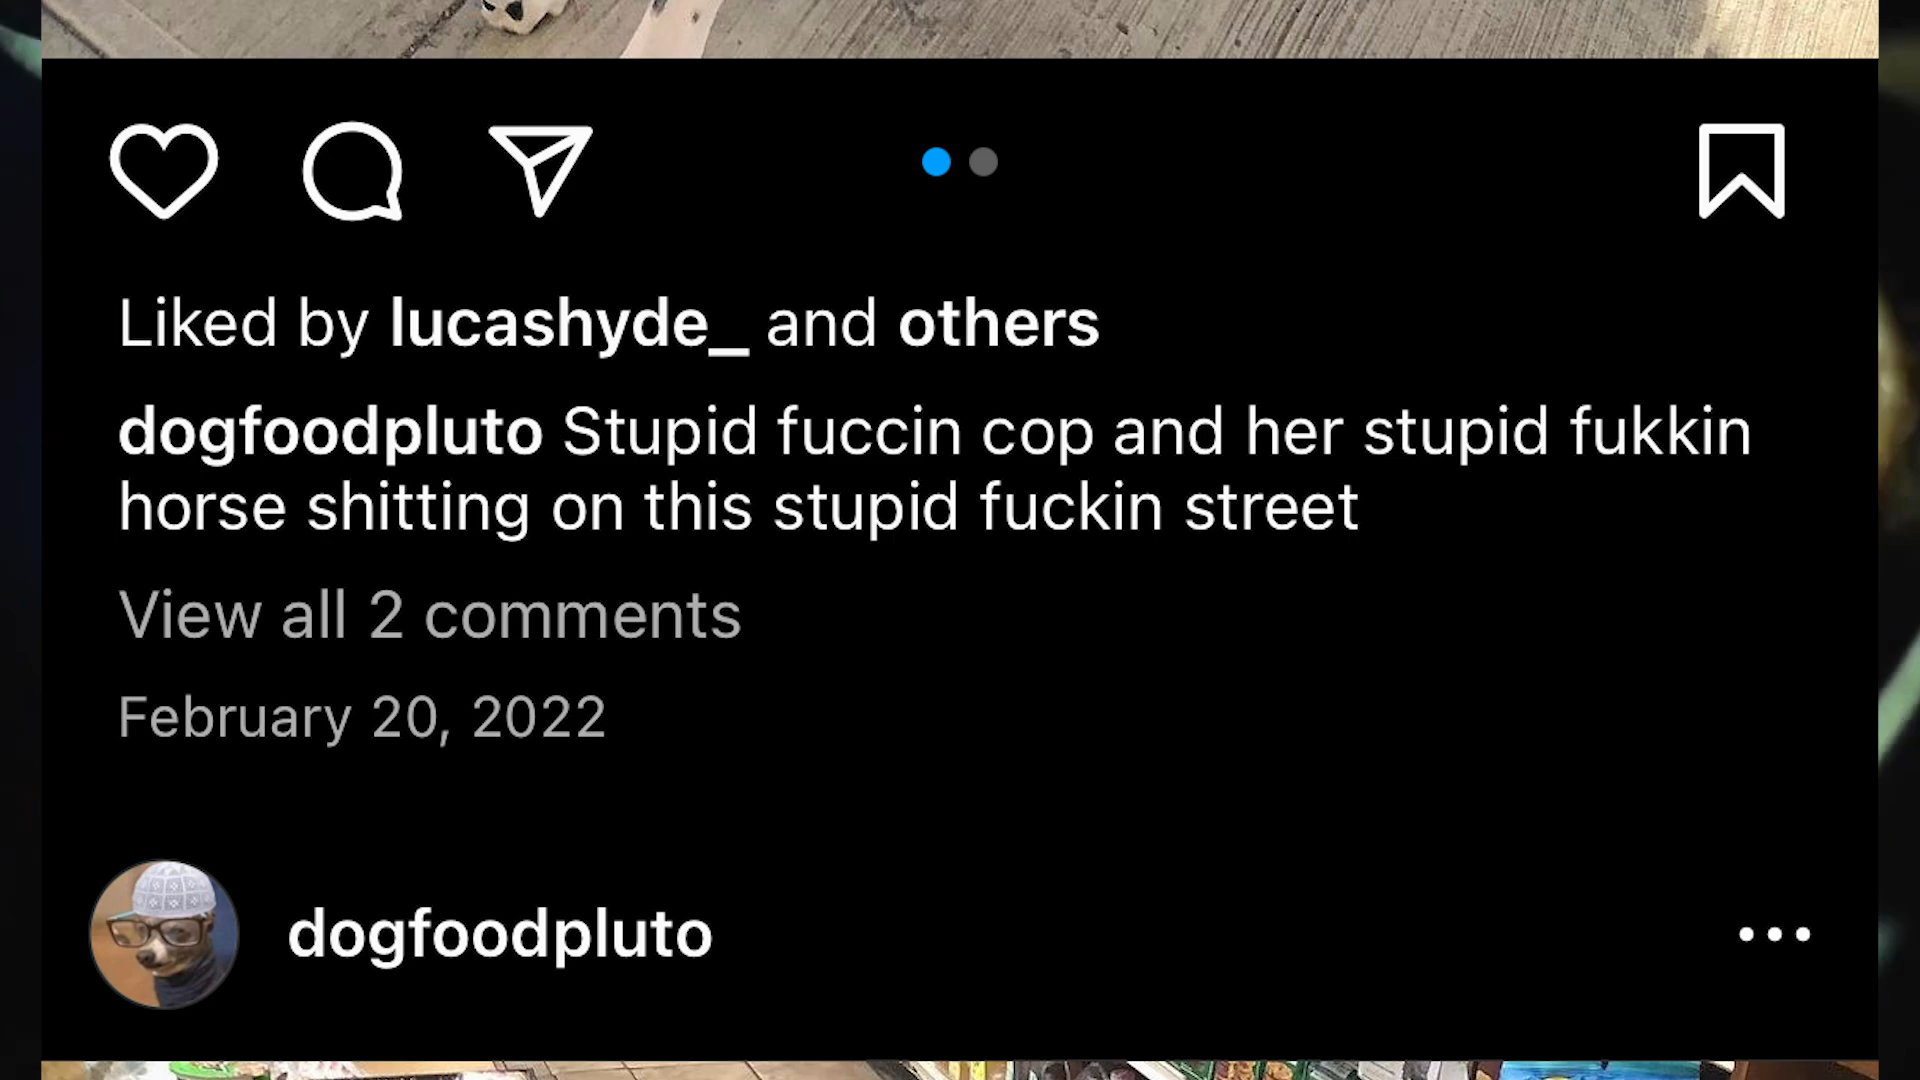 Liked by lucashyde_ and others
dogfoodpluto Stupid fuccin cop and her stupid fukkin
horse shitting on this stupid fuckin street
View all 2 comments
February 20, 2022
dogfoodpluto